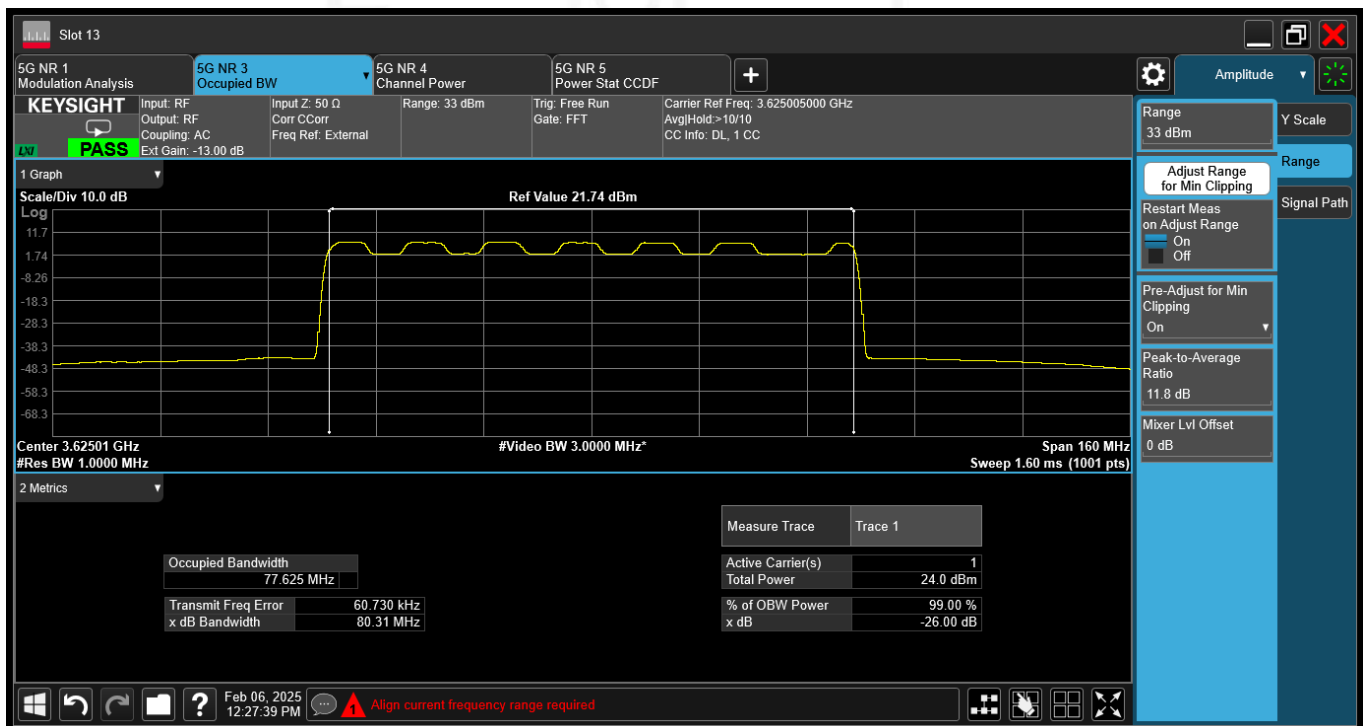 Slot 13
5G NR 1
Modulation Analysis
5G NR 3
Occupied BW
5G NR 4
Channel Power
5G NR 5
Power Stat CCDF
Amplitude
KEYSIGHT
LXI
PASS
Input: RF
Output: RF
Coupling: AC
Ext Gain: -13.00 dB
Input Z: 50 Ω
Corr CCorr
Freq Ref: External
Range: 33 dBm
Trig: Free Run
Gate: FFT
Carrier Ref Freq: 3.625005000 GHz
Avg|Hold:>10/10
CC Info: DL, 1 CC
1 Graph
Scale/Div 10.0 dB
Ref Value 21.74 dBm
Log
11.7
1.74
-8.26
-18.3
-28.3
-38.3
-48.3
-58.3
-68.3
Center 3.62501 GHz
#Video BW 3.0000 MHz*
Span 160 MHz
#Res BW 1.0000 MHz
Sweep 1.60 ms (1001 pts)
2 Metrics
Measure Trace Trace 1
Occupied Bandwidth
77.625 MHz
Active Carrier(s) 1
Total Power 24.0 dBm
Transmit Freq Error 60.730 kHz
x dB Bandwidth 80.31 MHz
% of OBW Power 99.00 %
x dB -26.00 dB
Range
33 dBm
Adjust Range
for Min Clipping
Restart Meas
on Adjust Range
On
Off
Pre-Adjust for Min
Clipping
On
Peak-to-Average
Ratio
11.8 dB
Mixer Lvl Offset
0 dB
Y Scale
Range
Signal Path
?
Feb 06, 2025
12:27:39 PM
1
Align current frequency range required